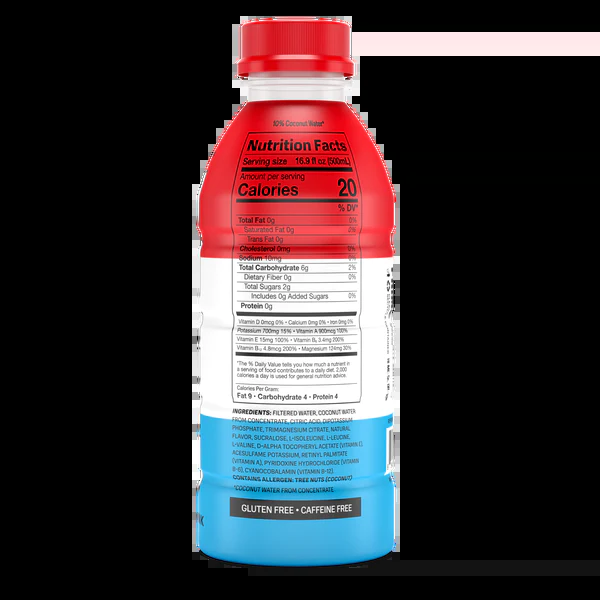 10% Coconut Water*
Nutrition Facts
Serving size 16.9 fl oz (500mL)
Amount per serving
Calories 20
% DV*
Total Fat 0g 0%
Saturated Fat 0g 0%
Trans Fat 0g
Cholesterol 0mg 0%
Sodium 10mg 0%
Total Carbohydrate 6g 2%
Dietary Fiber 0g 0%
Total Sugars 2g
Includes 0g Added Sugars 0%
Protein 0g
Vitamin D 0mcg 0% • Calcium 0mg 0% • Iron 0mg 0%
Potassium 700mg 15% • Vitamin A 900mcg 100%
Vitamin E 15mg 100% • Vitamin B₆ 3.4mg 200%
Vitamin B₁₂ 4.8mcg 200% • Magnesium 124mg 30%
*The % Daily Value tells you how much a nutrient in
a serving of food contributes to a daily diet. 2,000
calories a day is used for general nutrition advice.
Calories Per Gram:
Fat 9 • Carbohydrate 4 • Protein 4
INGREDIENTS: FILTERED WATER, COCONUT WATER
FROM CONCENTRATE, CITRIC ACID, DIPOTASSIUM
PHOSPHATE, TRIMAGNESIUM CITRATE, NATURAL
FLAVOR, SUCRALOSE, L-ISOLEUCINE, L-LEUCINE,
L-VALINE, D-ALPHA TOCOPHERYL ACETATE (VITAMIN E),
ACESULFAME POTASSIUM, RETINYL PALMITATE
(VITAMIN A), PYRIDOXINE HYDROCHLORIDE (VITAMIN
B-6), CYANOCOBALAMIN (VITAMIN B-12).
CONTAINS ALLERGEN: TREE NUTS (COCONUT)
*COCONUT WATER FROM CONCENTRATE
GLUTEN FREE • CAFFEINE FREE